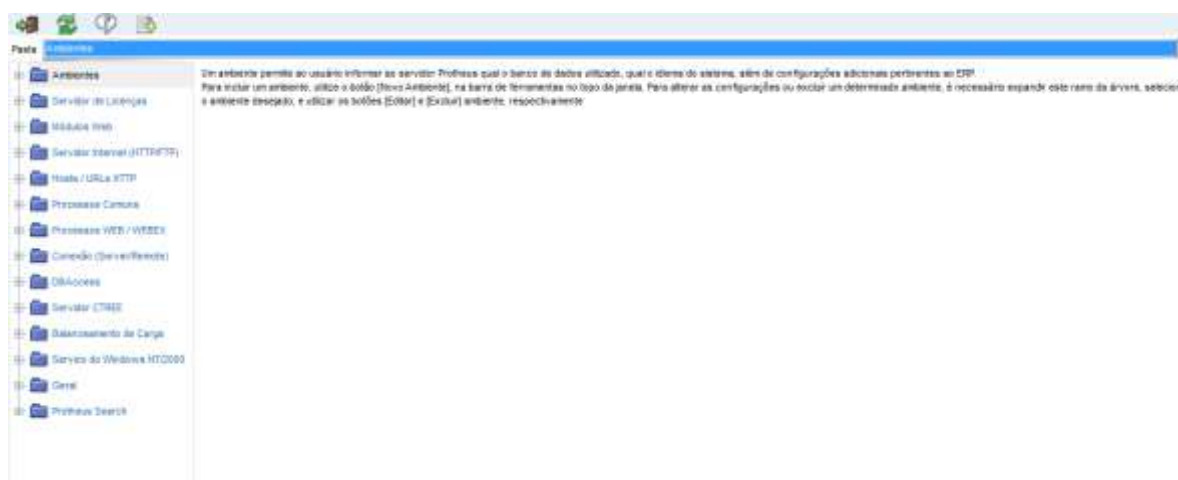 Pasta Ambientes
Ambientes
Um ambiente permite ao usuário informar ao servidor Protheus qual o banco de dados utilizado, qual o idioma do sistema, além de configurações adicionais pertinentes ao ERP.
Para incluir um ambiente, utilize o botão [Novo Ambiente], na barra de ferramentas no topo da janela. Para alterar as configurações ou excluir um determinado ambiente, é necessário expandir este ramo da árvore, selecio
o ambiente desejado, e utilizar os botões [Editar] e [Excluir] ambiente, respectivamente
Servidor de Licenças
Módulos Web
Servidor Internet (HTTP/FTP)
Hosts / URLs HTTP
Processos Comuns
Processos WEB / WEBEX
Conexão (Server/Remote)
DBAccess
Servidor CTREE
Balanceamento de Carga
Serviço do Windows NT/2000
Geral
Protheus Search